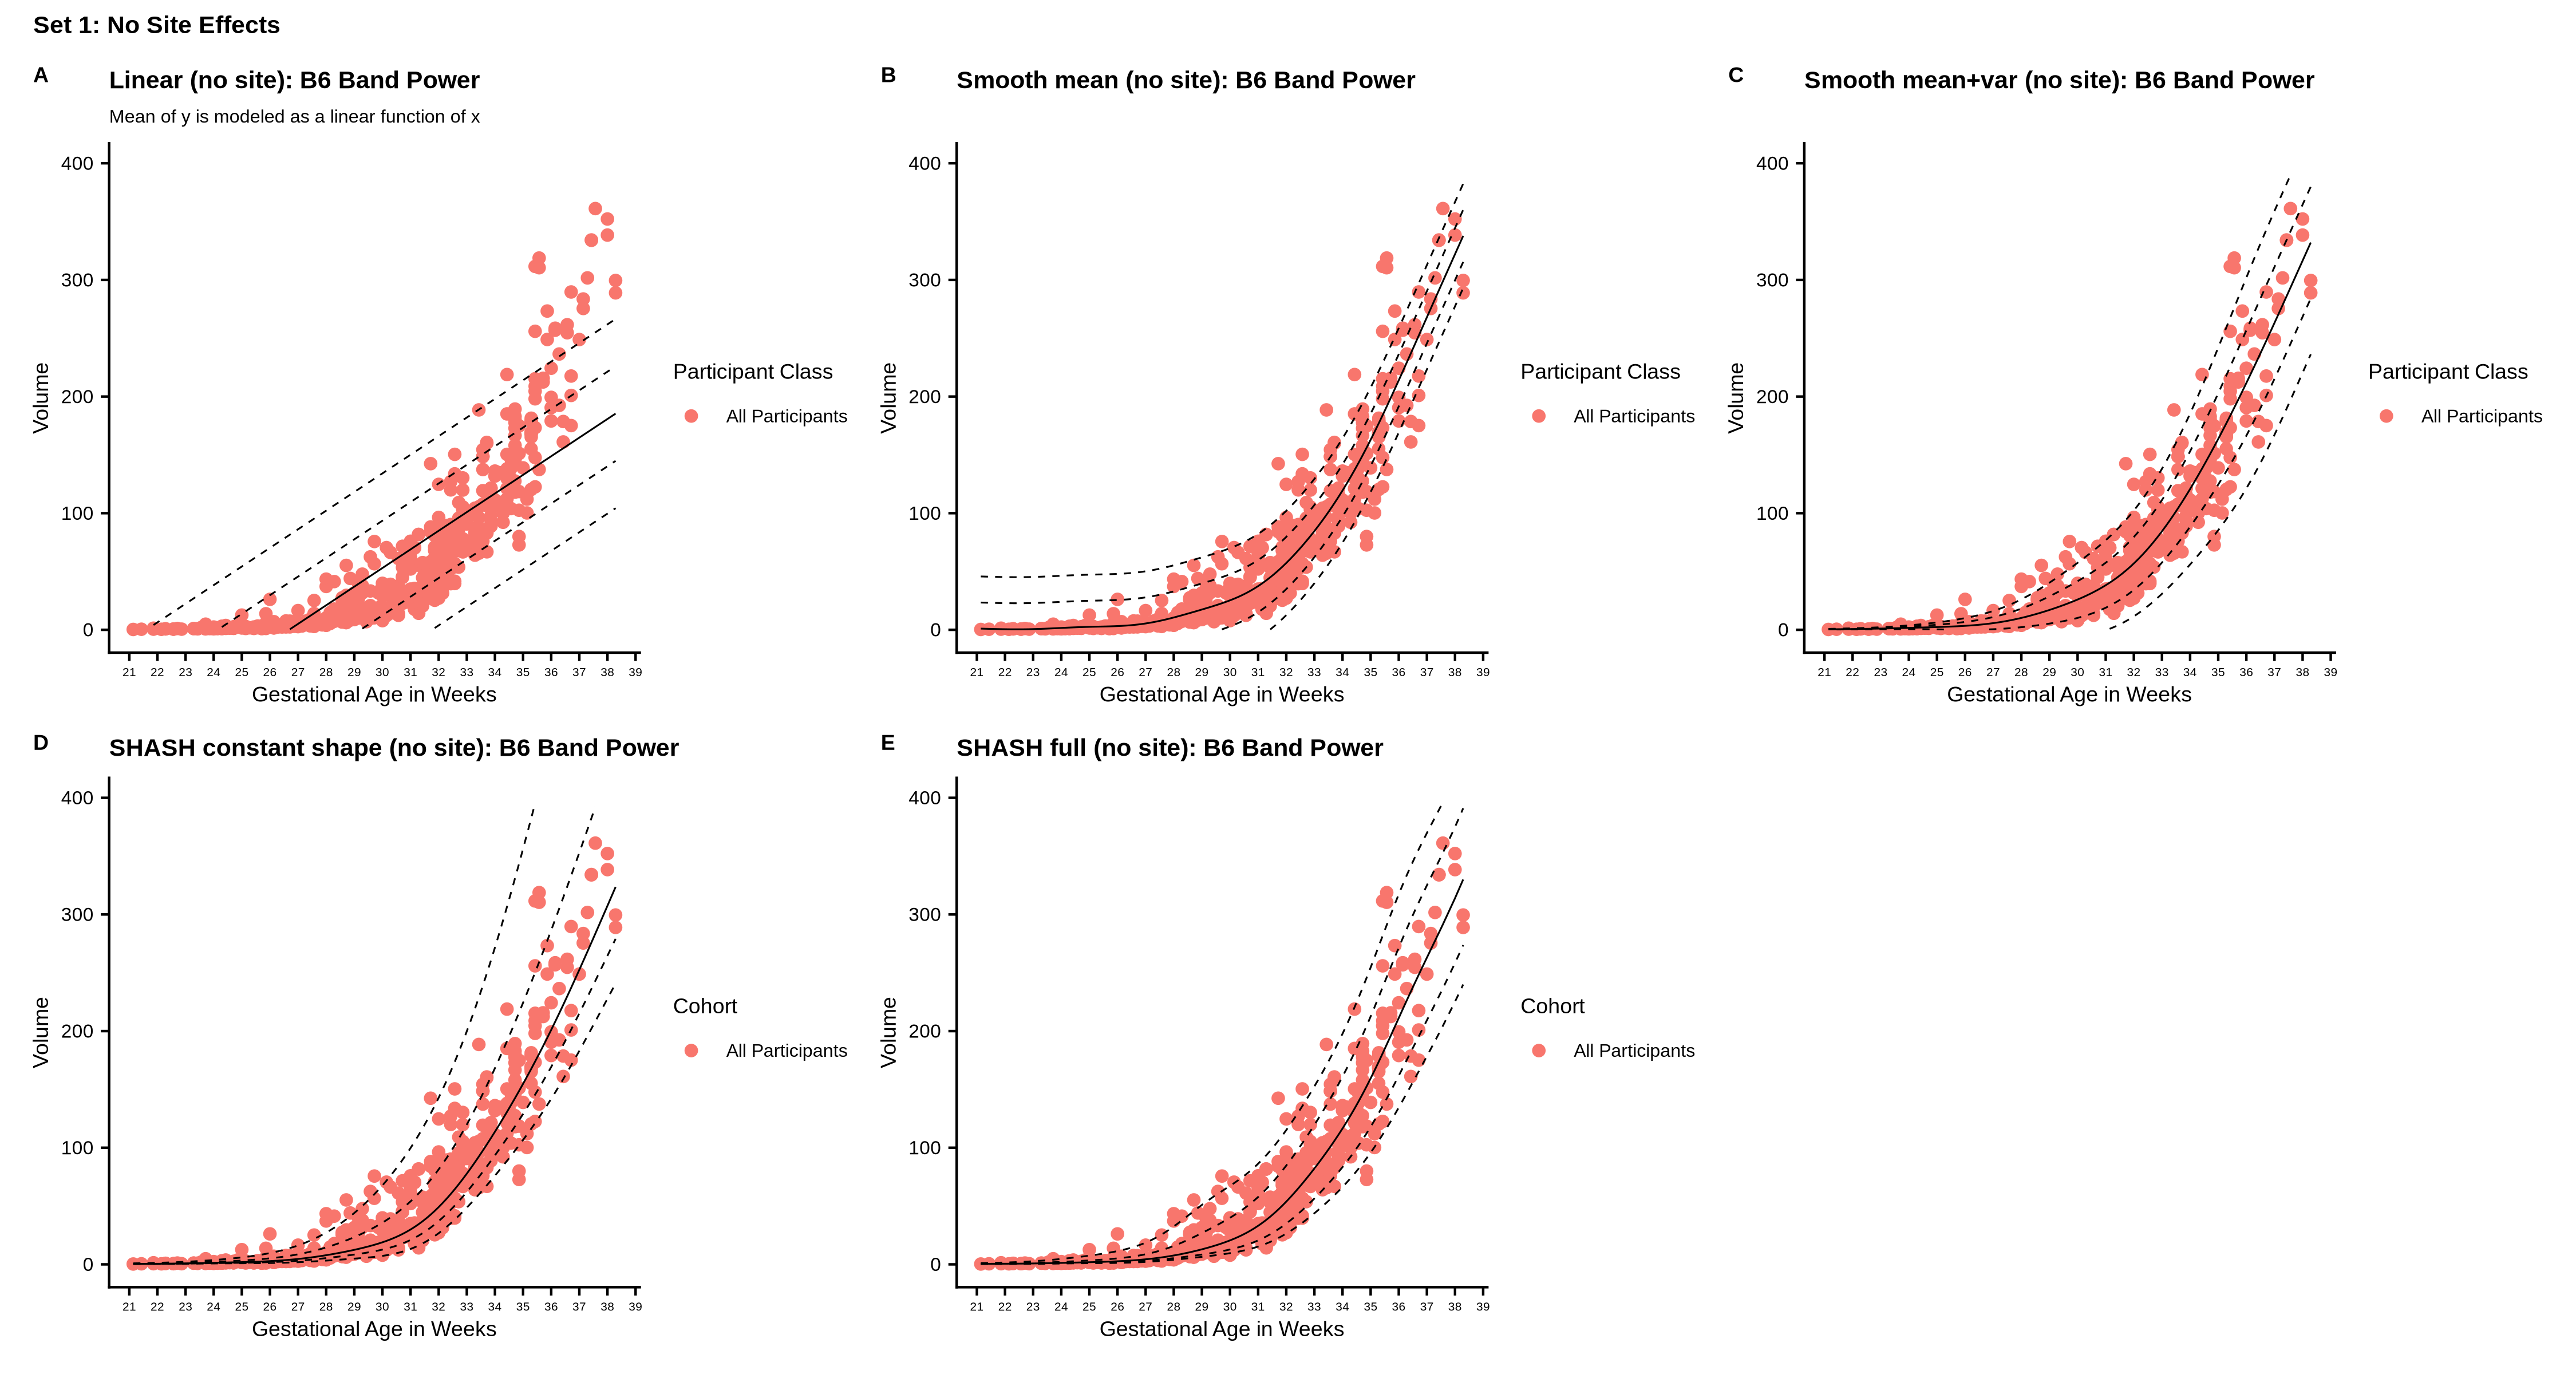 Set 1: No Site Effects
A
Linear (no site): B6 Band Power
Mean of y is modeled as a linear function of x
400
300
200
100
0
Volume
21 22 23 24 25 26 27 28 29 30 31 32 33 34 35 36 37 38 39
Gestational Age in Weeks
Participant Class
All Participants
B
Smooth mean (no site): B6 Band Power
400
300
200
100
0
Volume
21 22 23 24 25 26 27 28 29 30 31 32 33 34 35 36 37 38 39
Gestational Age in Weeks
Participant Class
All Participants
C
Smooth mean+var (no site): B6 Band Power
400
300
200
100
0
Volume
21 22 23 24 25 26 27 28 29 30 31 32 33 34 35 36 37 38 39
Gestational Age in Weeks
Participant Class
All Participants
D
SHASH constant shape (no site): B6 Band Power
400
300
200
100
0
Volume
21 22 23 24 25 26 27 28 29 30 31 32 33 34 35 36 37 38 39
Gestational Age in Weeks
Cohort
All Participants
E
SHASH full (no site): B6 Band Power
400
300
200
100
0
Volume
21 22 23 24 25 26 27 28 29 30 31 32 33 34 35 36 37 38 39
Gestational Age in Weeks
Cohort
All Participants